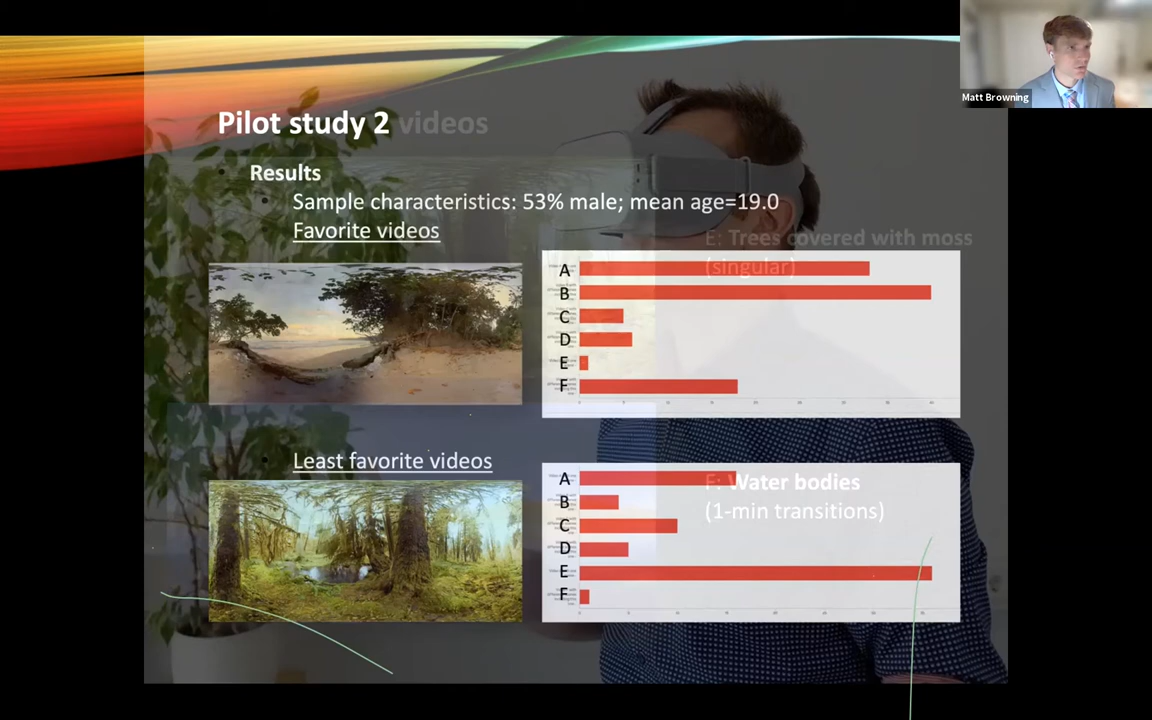 Matt Browning
Pilot study 2 videos
Results
Sample characteristics: 53% male; mean age=19.0
Favorite videos
E: Trees covered with moss
(singular)
A
B
C
D
E
F
Least favorite videos
A
B
C
D
E
F
F: Water bodies
(1-min transitions)